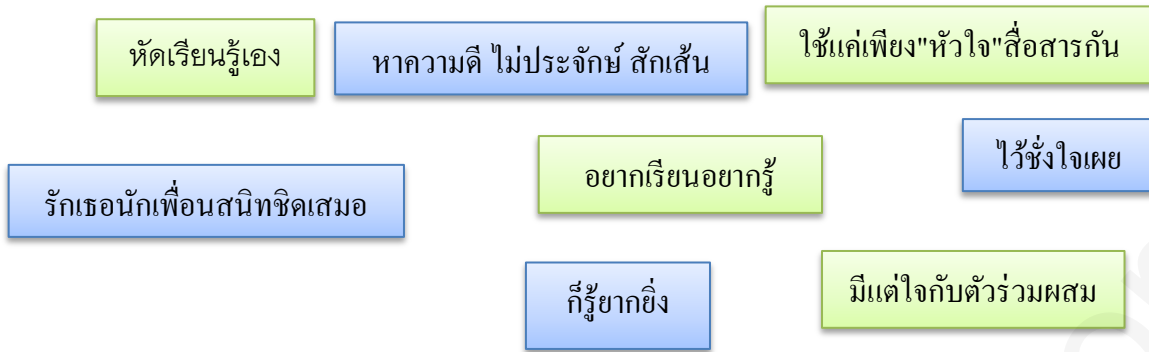 หัดเรียนรู้เอง
หาความดี ไม่ประจักษ์ สักเส้น
ใช้แค่เพียง"หัวใจ"สื่อสารกัน
ไว้ชั่งใจเผย
อยากเรียนอยากรู้
รักเธอนักเพื่อนสนิทชิดเสมอ
ก็รู้ยากยิ่ง
มีแต่ใจกับตัวร่วมผสม